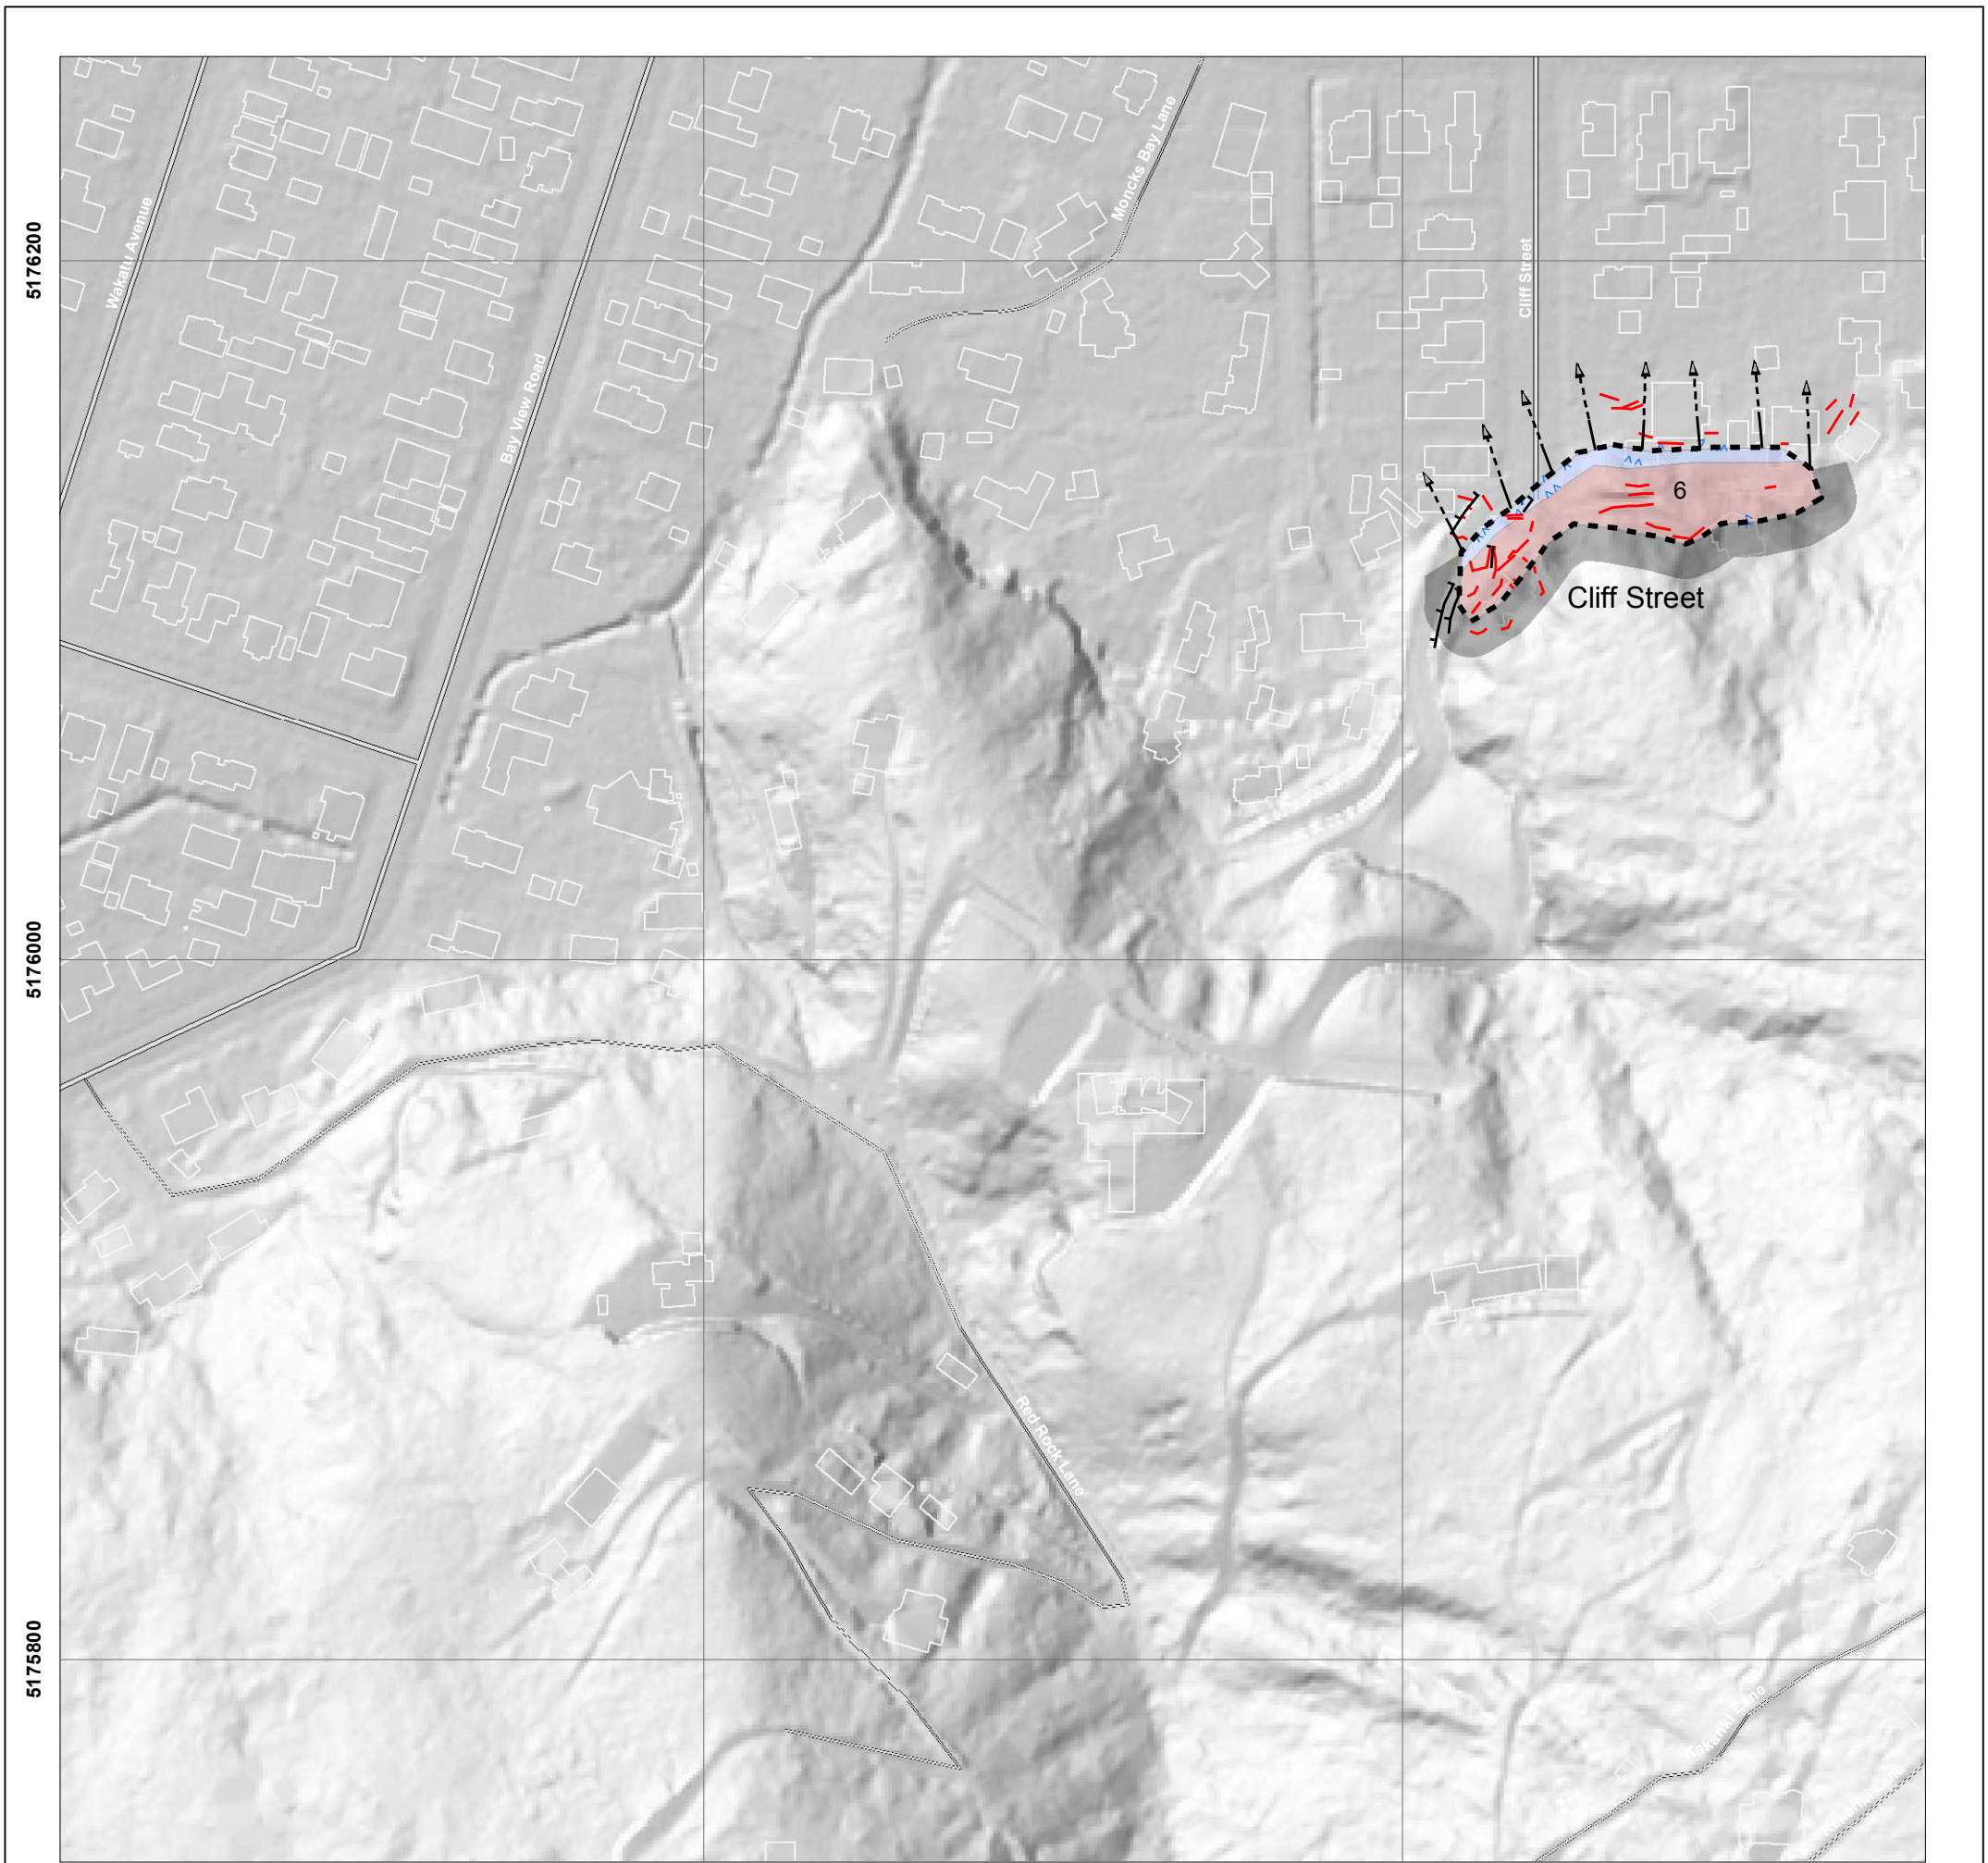 Moncks Bay Lane
Wakatu Avenue
5176200
Cliff Street
Bay View Road
6
Cliff Street
5176000
Red Rock Lane
5175800